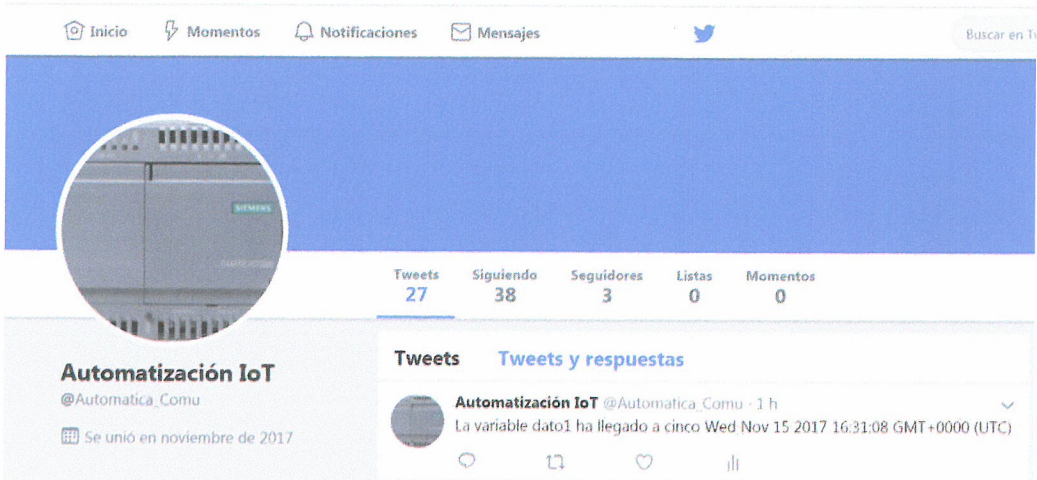 Inicio Momentos Notificaciones Mensajes Buscar en Tw
SIEMENS
Tweets Siguiendo Seguidores Listas Momentos
27 38 3 0 0
Tweets Tweets y respuestas
Automatización IoT
@Automatica_Comu
Se unió en noviembre de 2017
Automatización IoT @Automatica_Comu · 1 h
La variable dato1 ha llegado a cinco Wed Nov 15 2017 16:31:08 GMT+0000 (UTC)